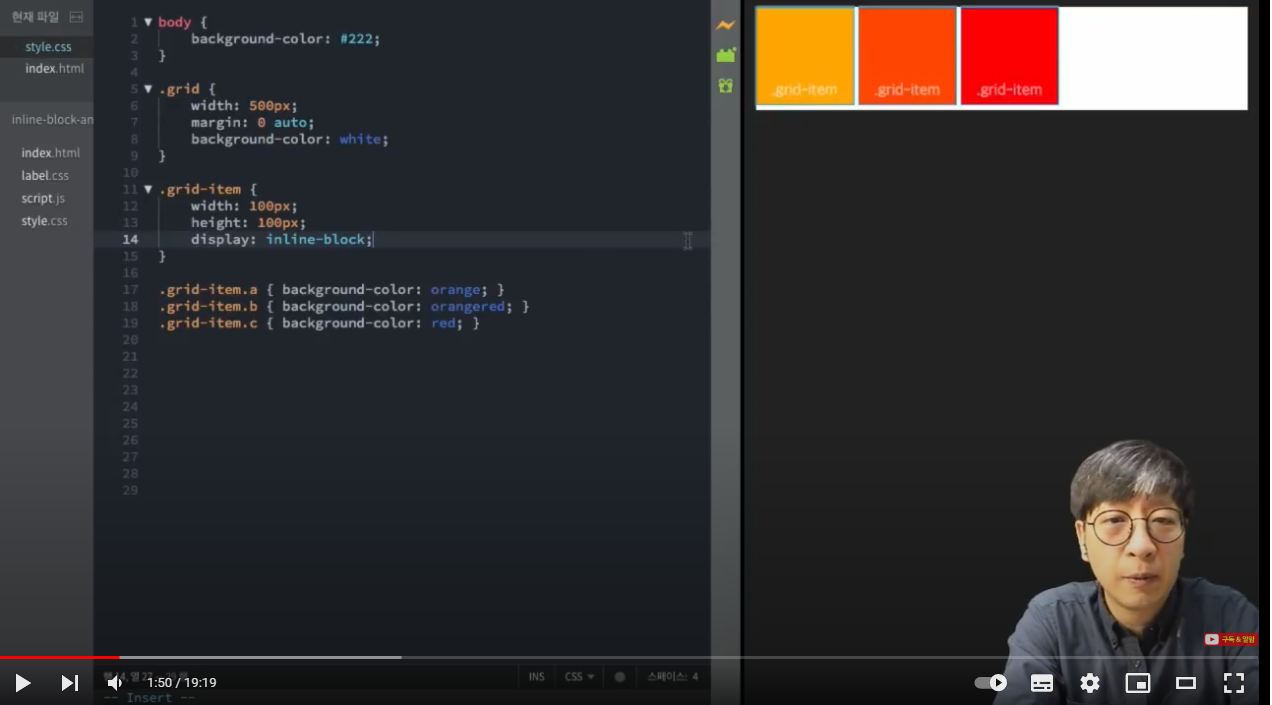 현재 파일
style.css
index.html
inline-block-an
index.html
label.css
script.js
style.css
1 ▼ body {
2 background-color: #222;
3 }
4
5 ▼ .grid {
6 width: 500px;
7 margin: 0 auto;
8 background-color: white;
9 }
10
11 ▼ .grid-item {
12 width: 100px;
13 height: 100px;
14 display: inline-block;
15 }
16
17 .grid-item.a { background-color: orange; }
18 .grid-item.b { background-color: orangered; }
19 .grid-item.c { background-color: red; }
20
21
22
23
24
25
26
27
28
29
.grid-item .grid-item .grid-item
구독 & 알람
INS CSS 스페이스: 4
1:50 / 19:19
-- Insert --